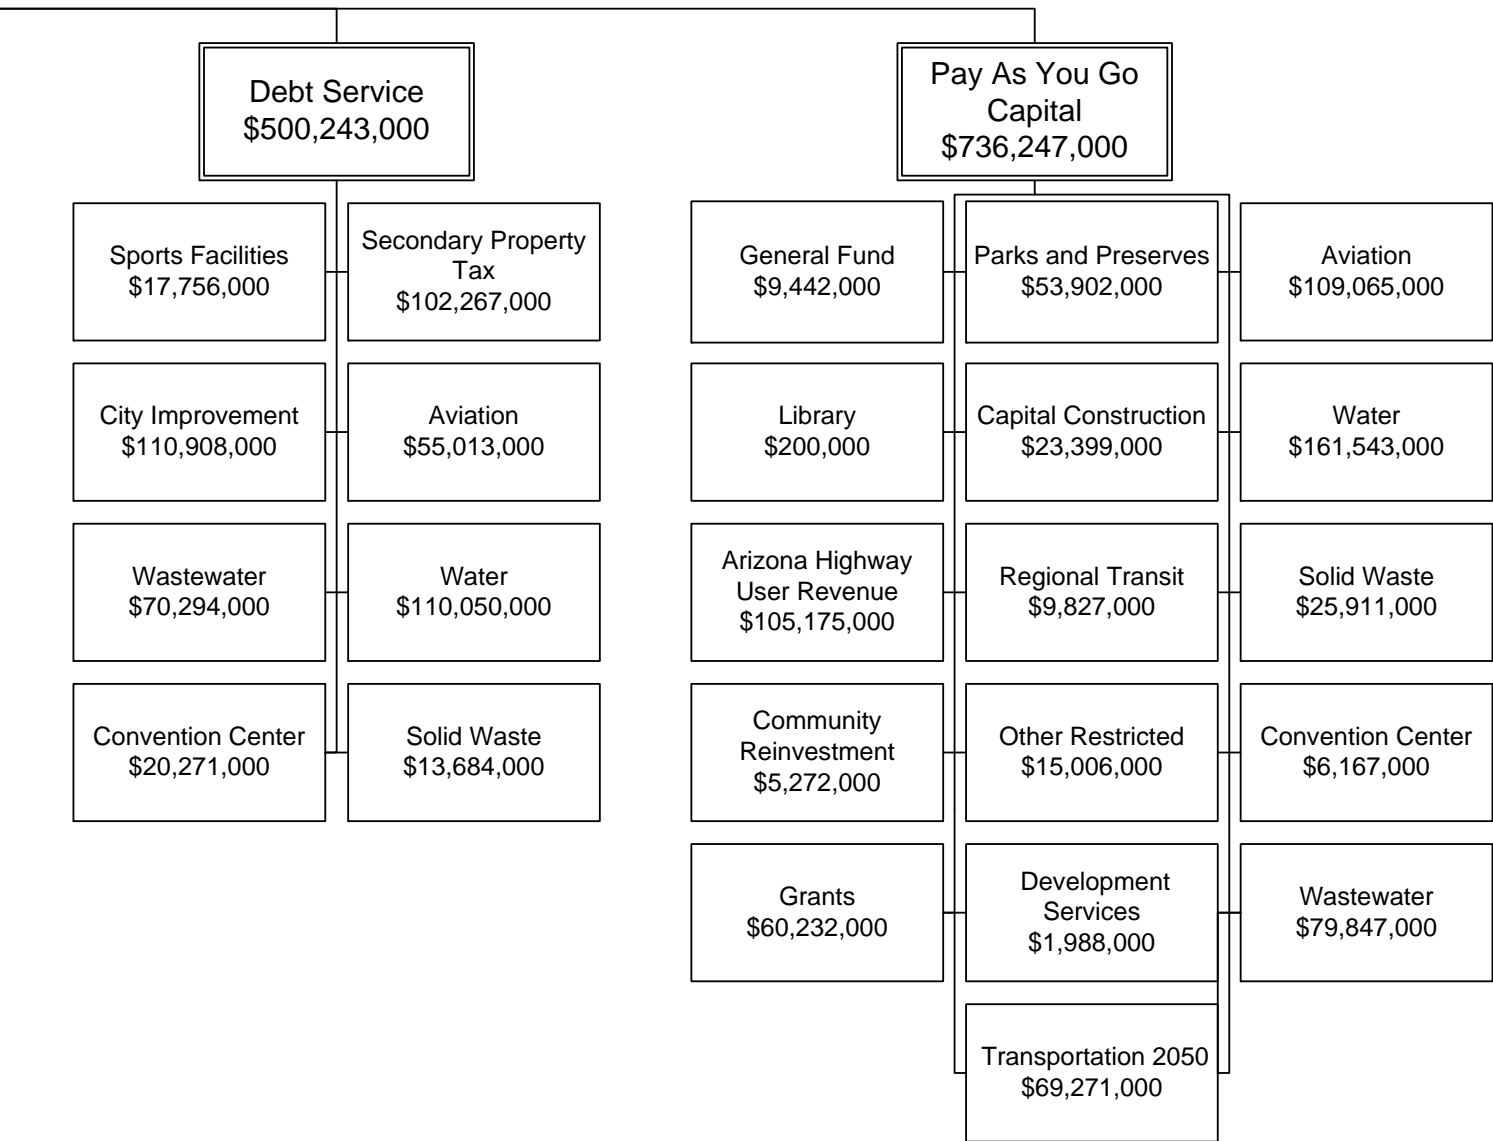 Debt Service
$500,243,000
Pay As You Go
Capital
$736,247,000
Sports Facilities
$17,756,000
Secondary Property
Tax
$102,267,000
City Improvement
$110,908,000
Aviation
$55,013,000
Wastewater
$70,294,000
Water
$110,050,000
Convention Center
$20,271,000
Solid Waste
$13,684,000
General Fund
$9,442,000
Parks and Preserves
$53,902,000
Aviation
$109,065,000
Library
$200,000
Capital Construction
$23,399,000
Water
$161,543,000
Arizona Highway
User Revenue
$105,175,000
Regional Transit
$9,827,000
Solid Waste
$25,911,000
Community
Reinvestment
$5,272,000
Other Restricted
$15,006,000
Convention Center
$6,167,000
Grants
$60,232,000
Development
Services
$1,988,000
Wastewater
$79,847,000
Transportation 2050
$69,271,000